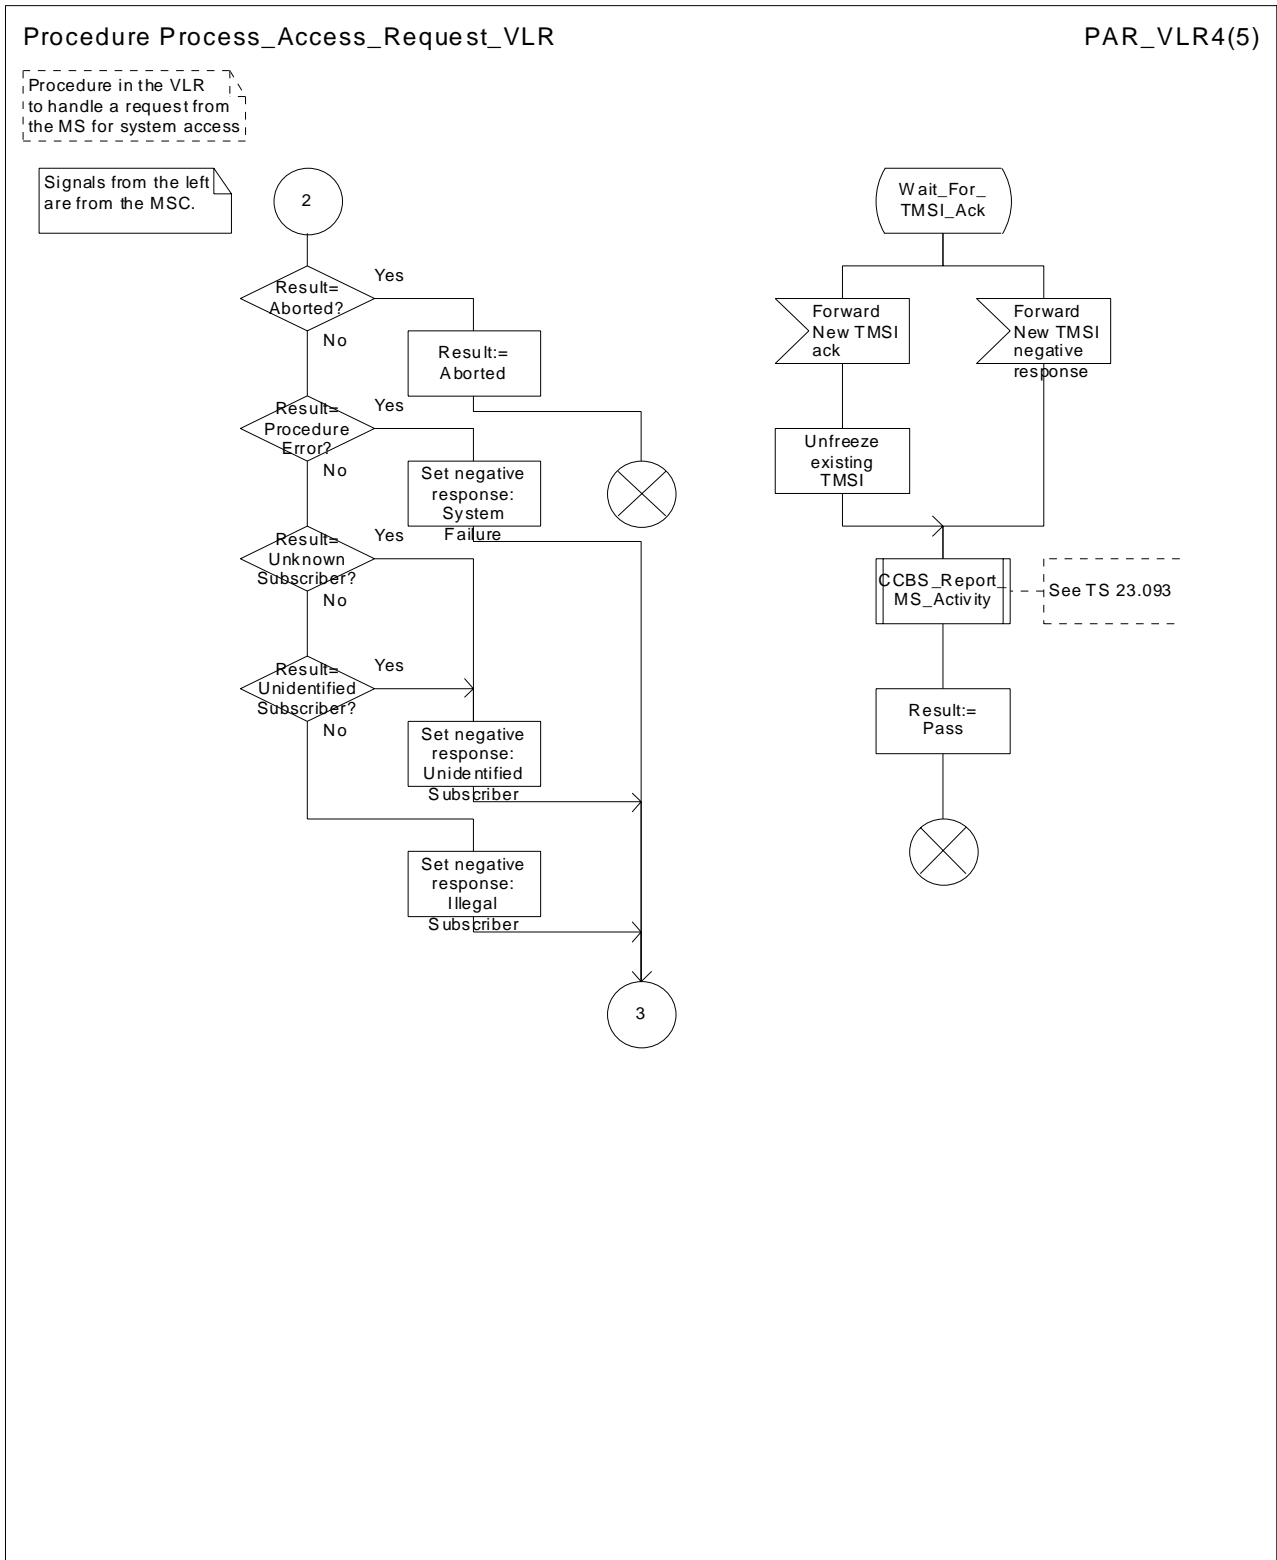 Procedure Process_Access_Request_VLR
PAR_VLR4(5)
Procedure in the VLR
to handle a request from
the MS for system access
Signals from the left
are from the MSC.
2
Result=
Aborted?
Yes
No
Result:=
Aborted
Result=
Procedure
Error?
Yes
No
Set negative
response:
System
Failure
Result=
Unknown
Subscriber?
Yes
No
Result=
Unidentified
Subscriber?
Yes
No
Set negative
response:
Unidentified
Subscriber
Set negative
response:
Illegal
Subscriber
3
Wait_For_
TMSI_Ack
Forward
New TMSI
ack
Forward
New TMSI
negative
response
Unfreeze
existing
TMSI
CCBS_Report_
MS_Activity
See TS 23.093
Result:=
Pass